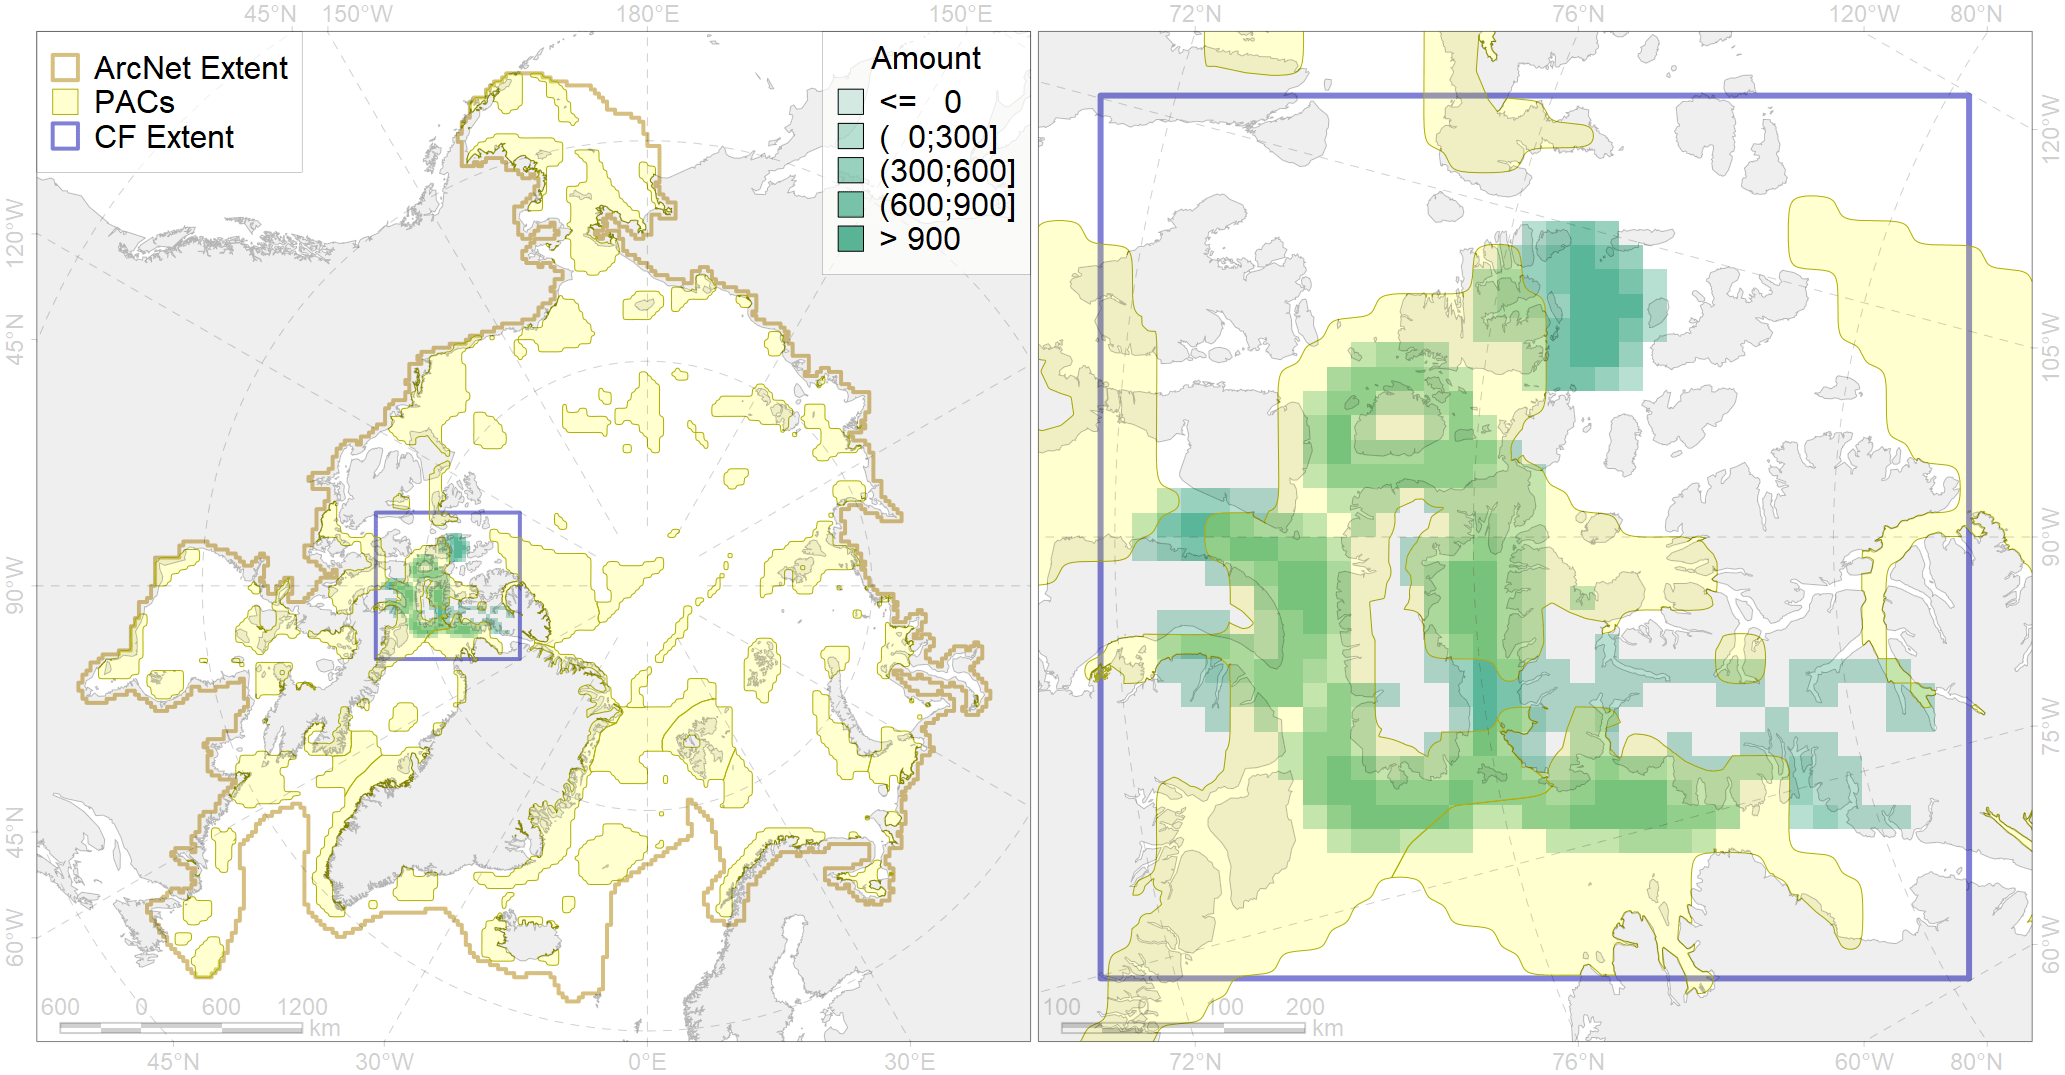 45°N 150°W 180°E 150°E 72°N 76°N 120°W 80°N
ArcNet Extent
PACs
CF Extent
Amount
<= 0
( 0;300]
(300;600]
(600;900]
> 900
120°W
45°N
90°W
45°N
60°W
120°W
105°W
90°W
75°W
60°W
600 0 600 1200
km
100 0 100 200
km
45°N 30°W 0°E 30°E 72°N 76°N 60°W 80°N